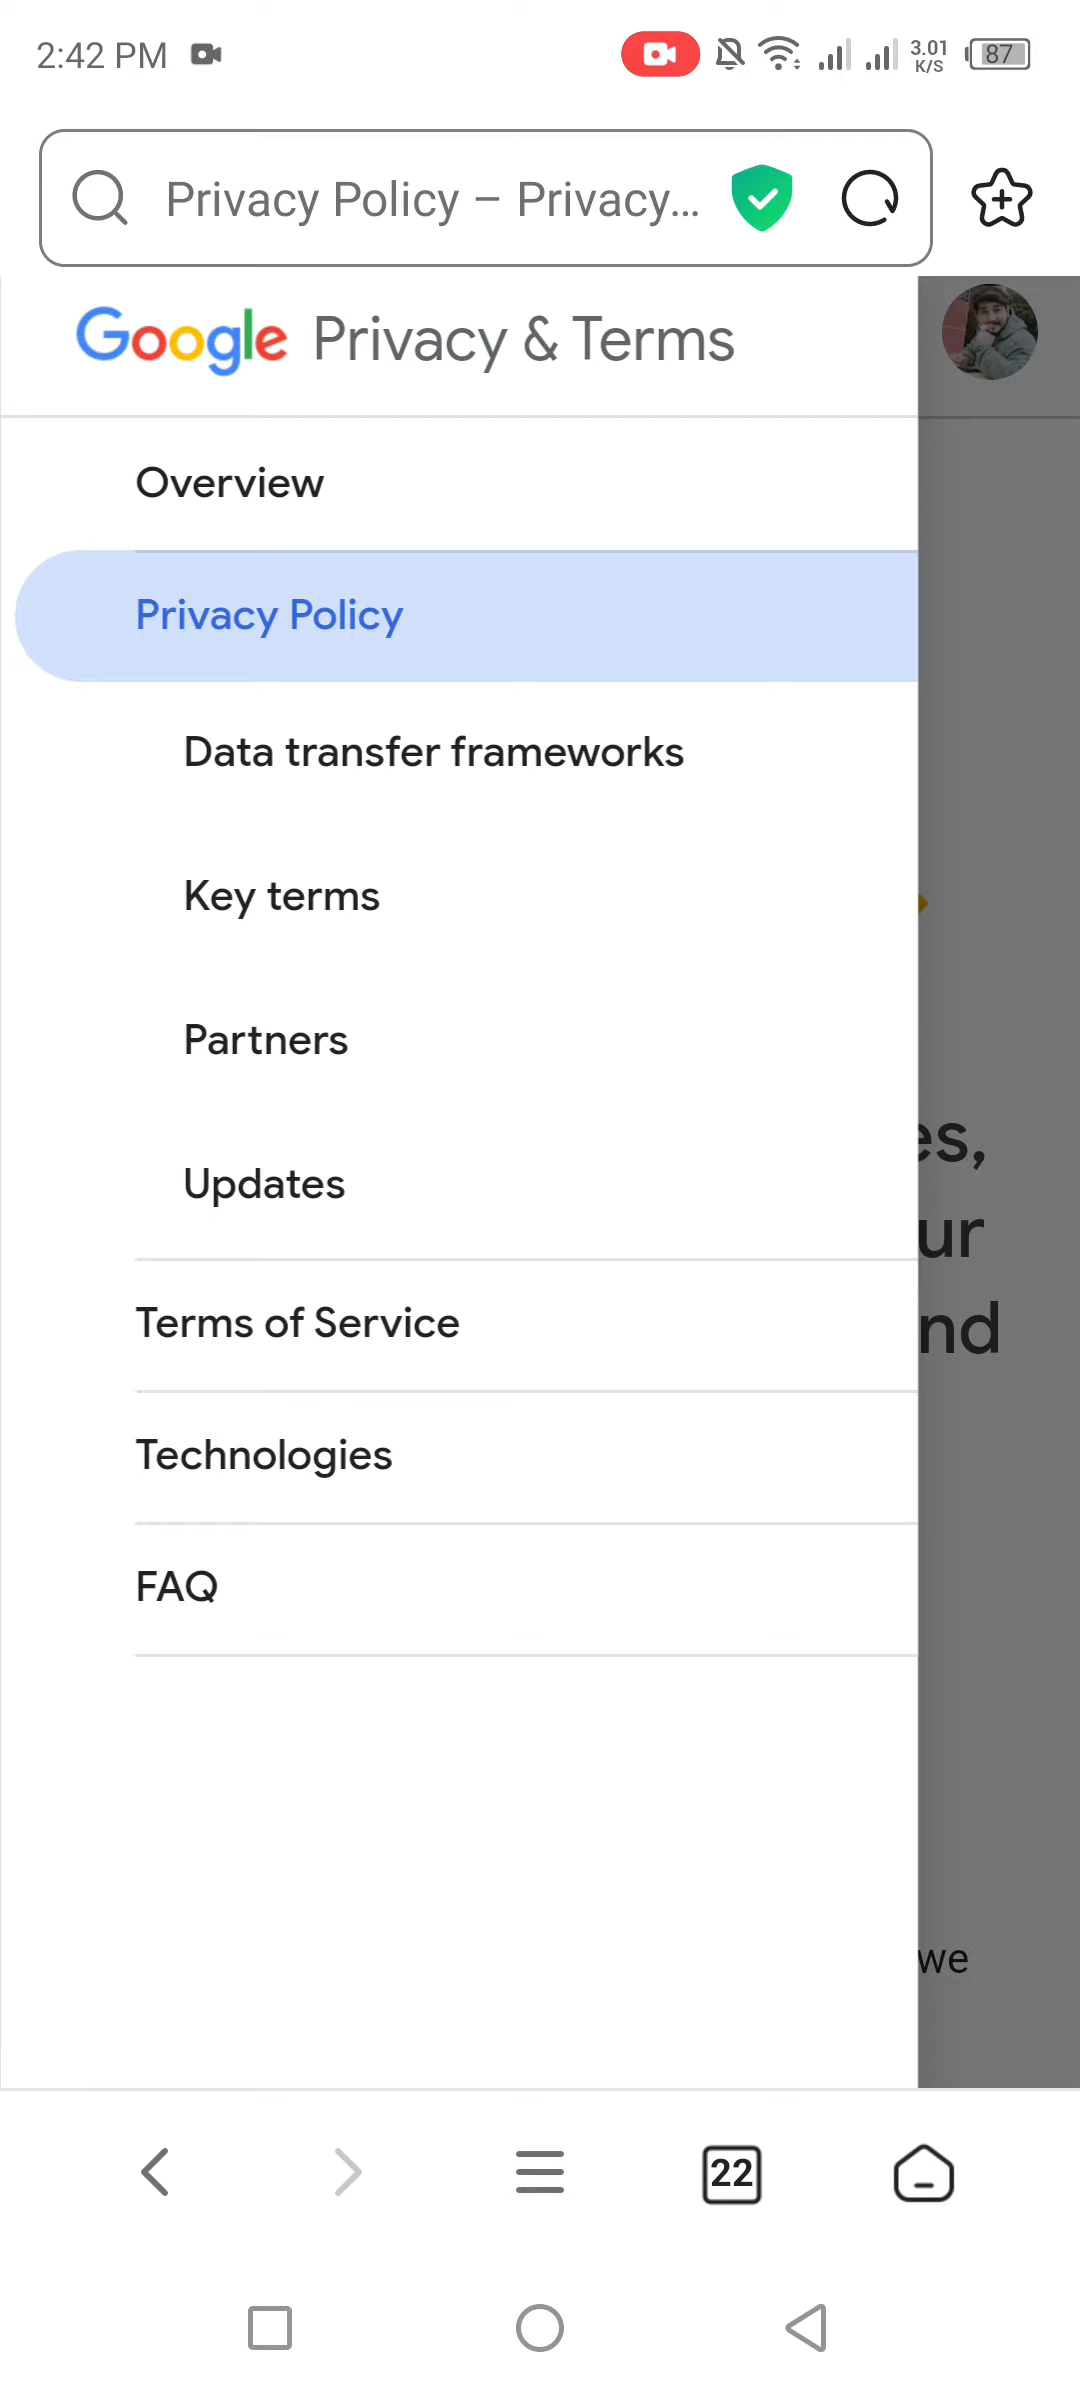 2:42 PM
3.01
K/S
87
Privacy Policy – Privacy...
Google Privacy & Terms
Overview
Privacy Policy
Data transfer frameworks
Key terms
Partners
es,
Updates
ur
Terms of Service
nd
Technologies
FAQ
we
22